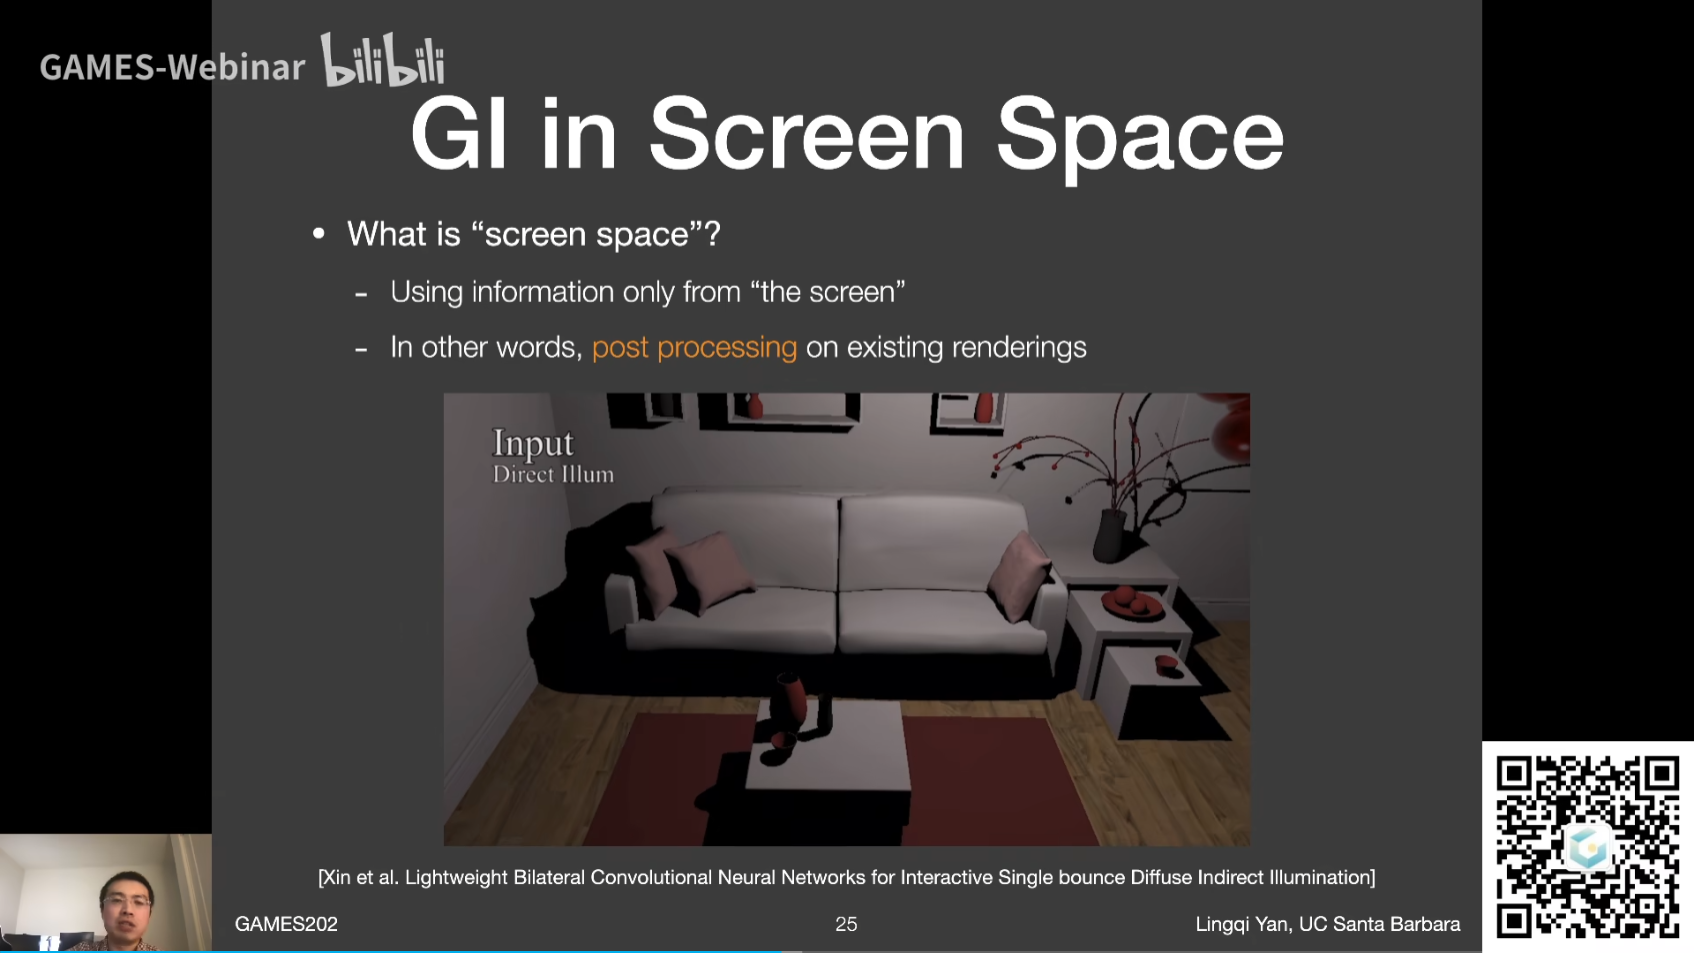 GAMES-Webinar bilibili
GI in Screen Space
• What is “screen space”?
- Using information only from “the screen”
- In other words, post processing on existing renderings
Input
Direct Illum
[Xin et al. Lightweight Bilateral Convolutional Neural Networks for Interactive Single bounce Diffuse Indirect Illumination]
GAMES202
25
Lingqi Yan, UC Santa Barbara